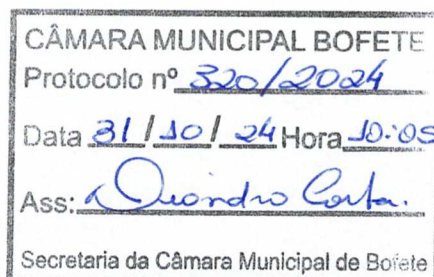 CÂMARA MUNICIPAL BOFETE
Protocolo nº 320/2024
Data 31/10/24 Hora 10:05
Ass: Costa.
Secretaria da Câmara Municipal de Bofete